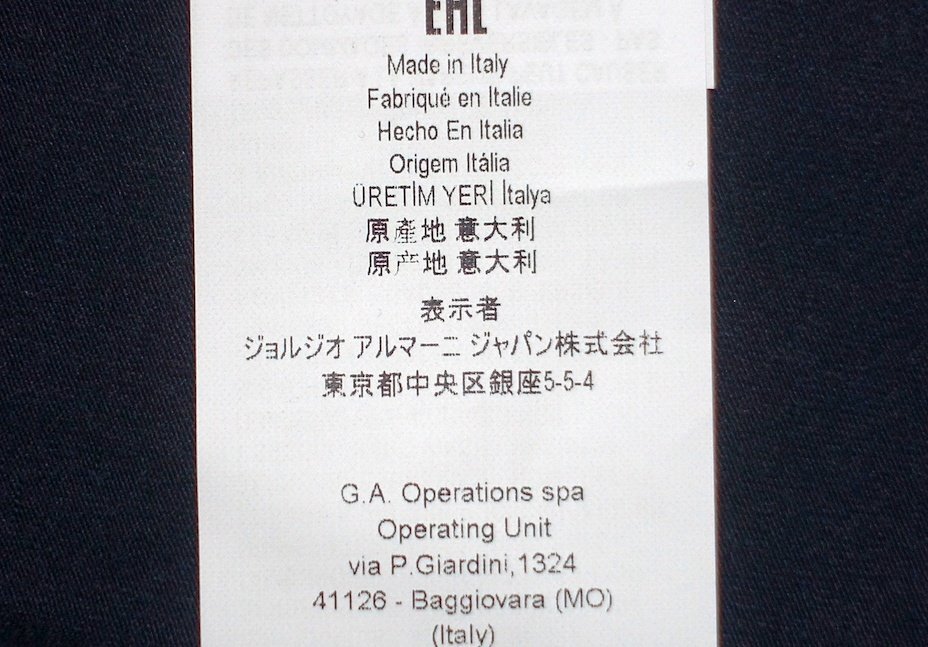 EAC
Made in Italy
Fabriqué en Italie
Hecho En Italia
Origem Itália
ÜRETİM YERİ İtalya
原產地 意大利
原产地 意大利
表示者
ジョルジオ アルマーニ ジャパン株式会社
東京都中央区銀座5-5-4
G.A. Operations spa
Operating Unit
via P.Giardini,1324
41126 - Baggiovara (MO)
(Italy)